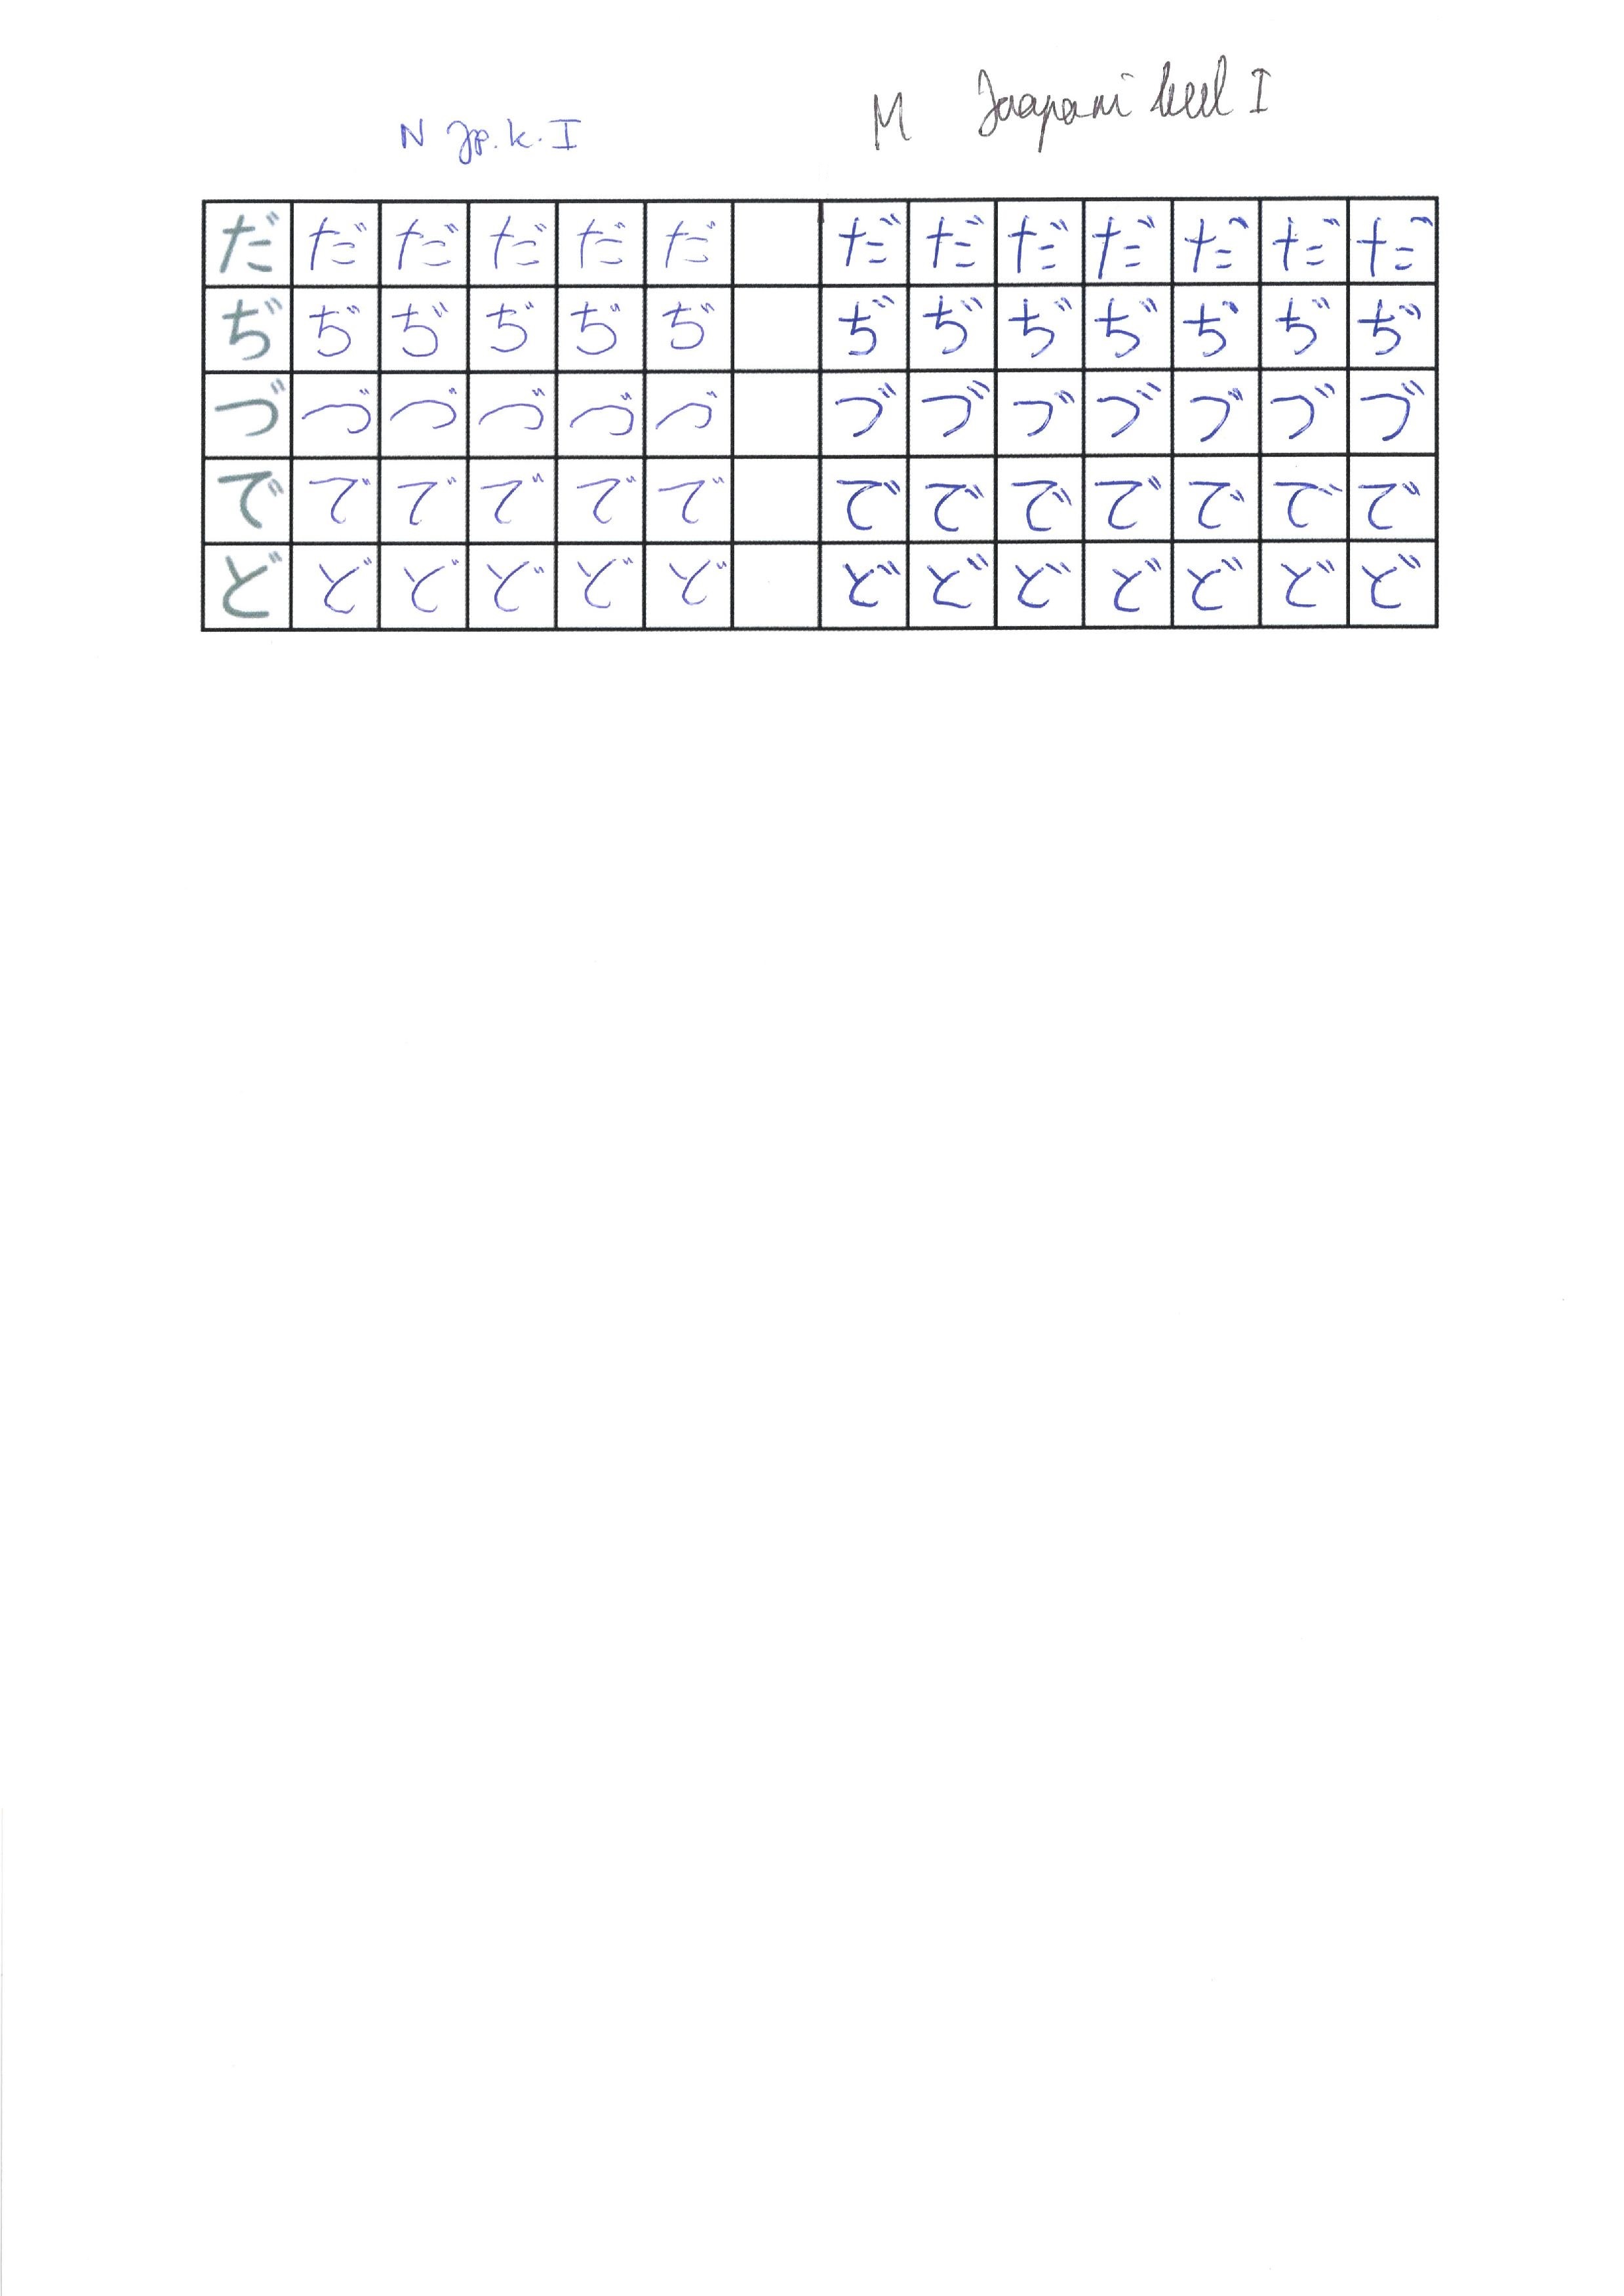 N Jp. k. I
M Jaapani keel I
だ だ だ だ だ だ だ だ だ だ だ だ だ
ぢ ぢ ぢ ぢ ぢ ぢ ぢ ぢ ぢ ぢ ぢ ぢ ぢ
づ づ づ づ づ づ づ づ づ づ づ づ づ
で で で で で で で で で で で で で
ど ど ど ど ど ど ど ど ど ど ど ど ど